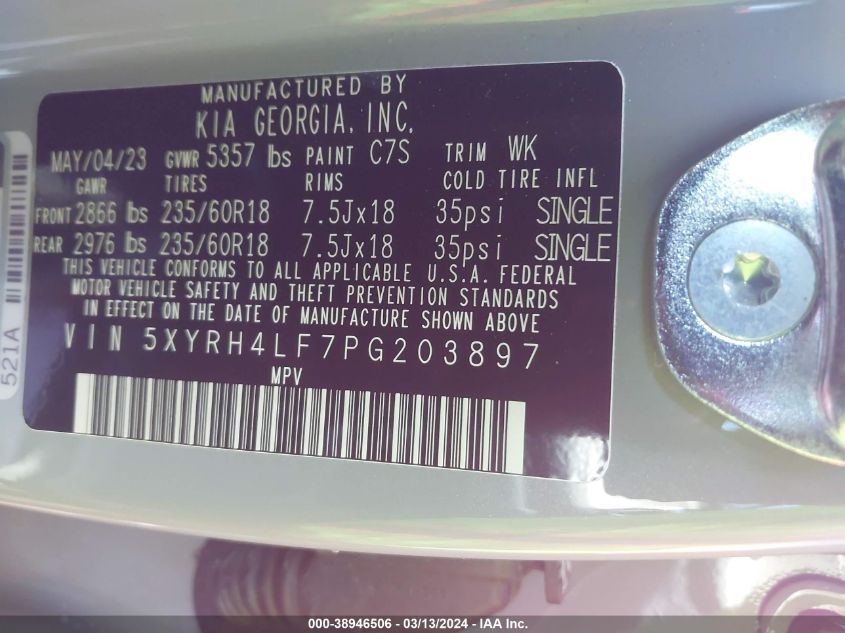 MANUFACTURED BY
KIA GEORGIA, INC.
MAY/04/23 GVWR 5357 lbs PAINT C7S TRIM WK
GAWR TIRES RIMS COLD TIRE INFL
FRONT 2866 lbs 235/60R18 7.5Jx18 35psi SINGLE
REAR 2976 lbs 235/60R18 7.5Jx18 35psi SINGLE
THIS VEHICLE CONFORMS TO ALL APPLICABLE U.S.A. FEDERAL
MOTOR VEHICLE SAFETY AND THEFT PREVENTION STANDARDS
IN EFFECT ON THE DATE OF MANUFACTURE SHOWN ABOVE
VIN 5XYRH4LF7PG203897
MPV
521A
000-38946506 - 03/13/2024 - IAA Inc.